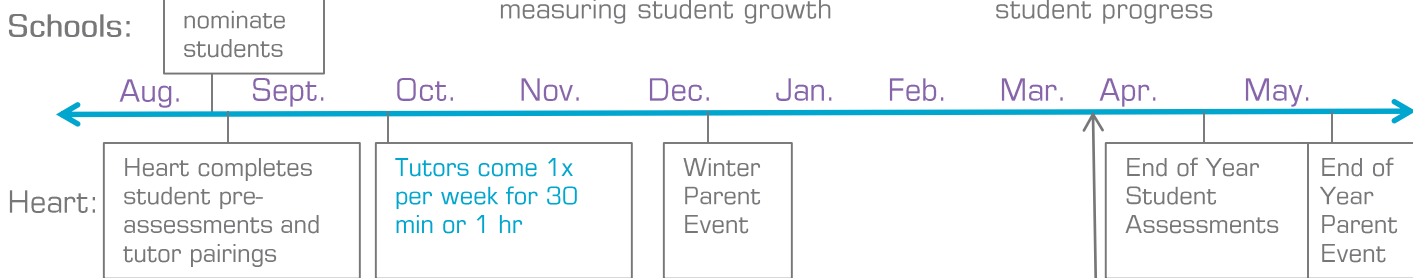 measuring student growth
student progress
Schools:
nominate
students
Aug. Sept. Oct. Nov. Dec. Jan. Feb. Mar. Apr. May.
Heart:
Heart completes
student pre-
assessments and
tutor pairings
Tutors come 1x
per week for 30
min or 1 hr
Winter
Parent
Event
End of Year
Student
Assessments
End of
Year
Parent
Event